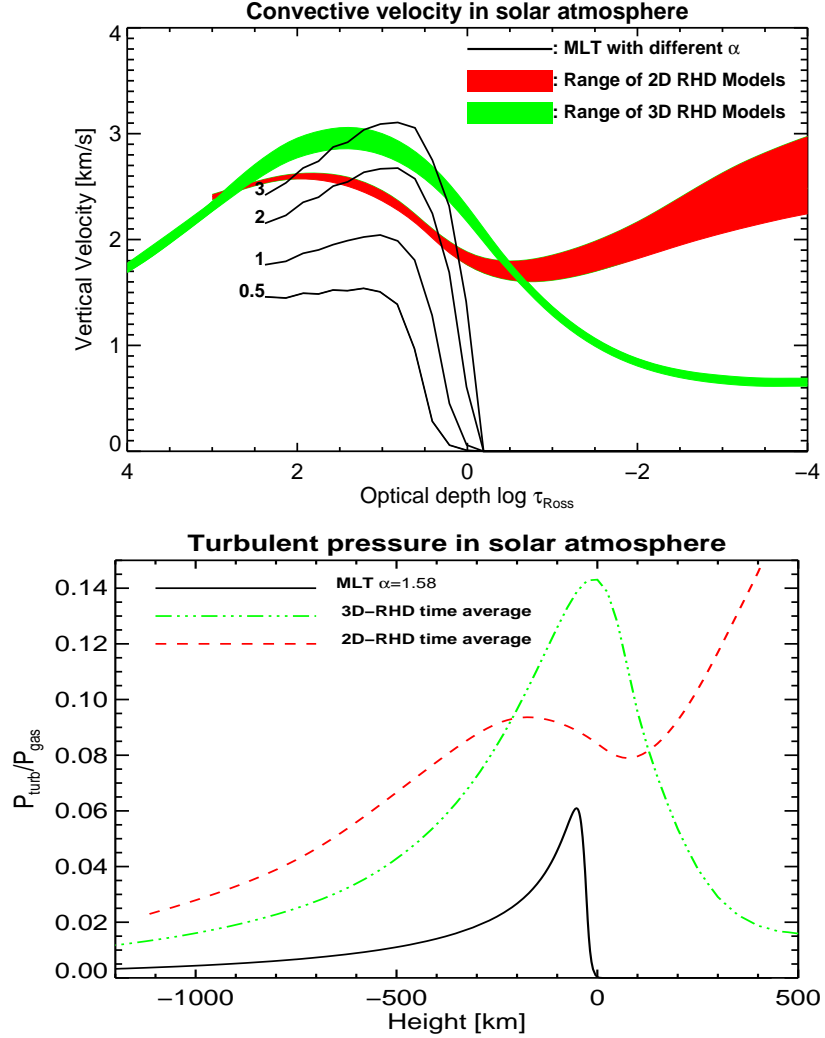 Convective velocity in solar atmosphere
4
: MLT with different α
: Range of 2D RHD Models
: Range of 3D RHD Models
3
2
1
0
Vertical Velocity [km/s]
3
2
1
0.5
4
2
0
−2
−4
Optical depth log τRoss
Turbulent pressure in solar atmosphere
0.14
0.12
0.10
0.08
0.06
0.04
0.02
0.00
Pturb/Pgas
MLT α=1.58
3D−RHD time average
2D−RHD time average
−1000
−500
0
500
Height [km]